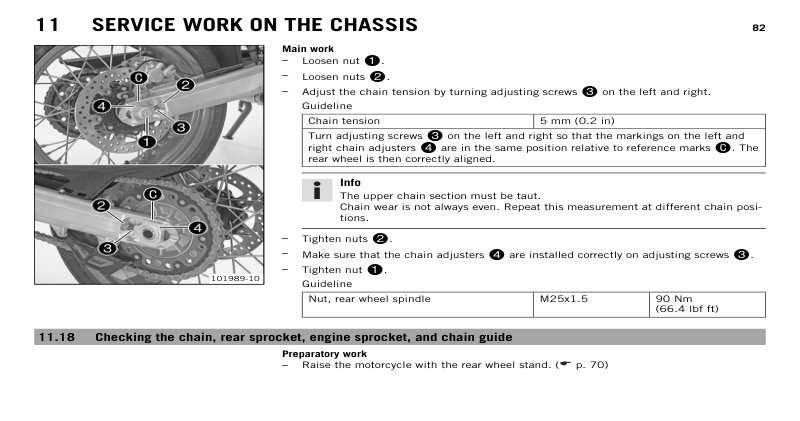 11 SERVICE WORK ON THE CHASSIS 82
C
2
4
3
1
C
2
4
3
101989-10
Main work
– Loosen nut 1.
– Loosen nuts 2.
– Adjust the chain tension by turning adjusting screws 3 on the left and right.
Guideline
Chain tension 5 mm (0.2 in)
Turn adjusting screws 3 on the left and right so that the markings on the left and
right chain adjusters 4 are in the same position relative to reference marks C. The
rear wheel is then correctly aligned.
i Info
The upper chain section must be taut.
Chain wear is not always even. Repeat this measurement at different chain posi-
tions.
– Tighten nuts 2.
– Make sure that the chain adjusters 4 are installed correctly on adjusting screws 3.
– Tighten nut 1.
Guideline
Nut, rear wheel spindle M25x1.5 90 Nm
(66.4 lbf ft)
11.18 Checking the chain, rear sprocket, engine sprocket, and chain guide
Preparatory work
– Raise the motorcycle with the rear wheel stand. (☛ p. 70)